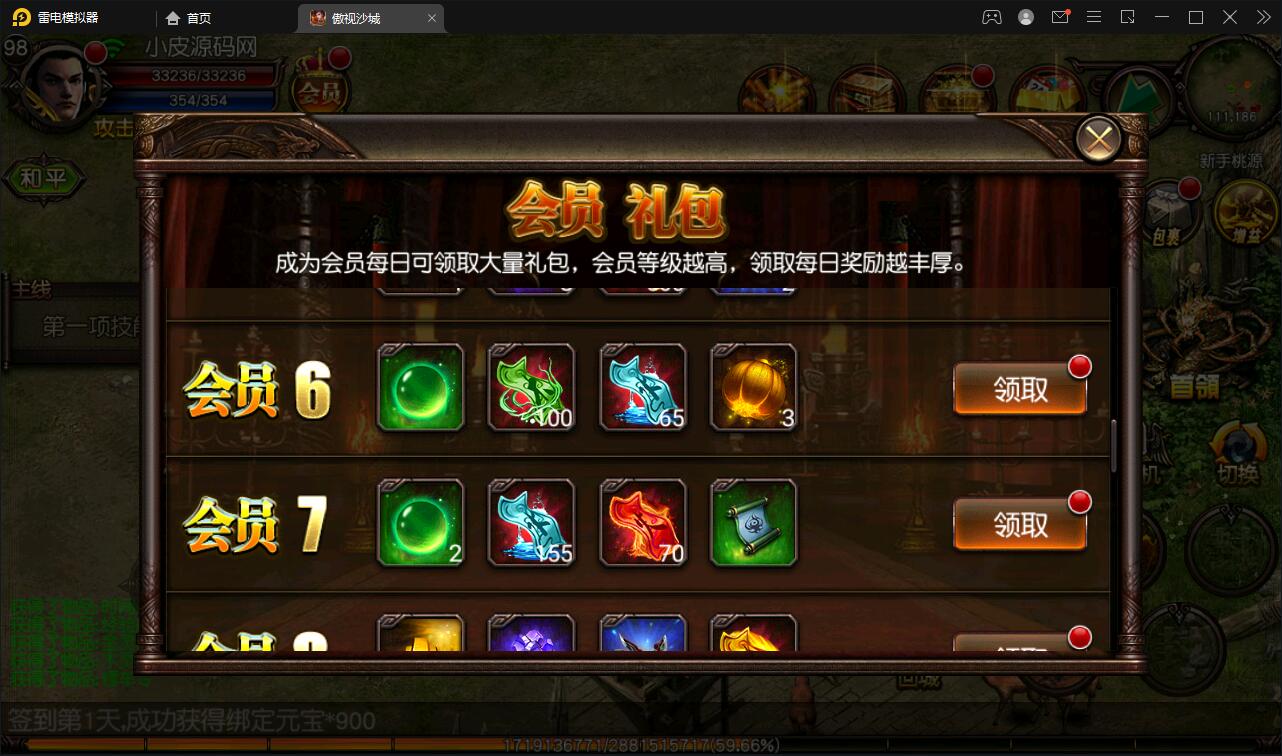 雷电模拟器
首页
傲视沙城
98
小皮源码网
33236/33236
354/354
会员
攻击
111,186
和平
新手桃源
包裹
增益
会员 礼包
成为会员每日可领取大量礼包，会员等级越高，领取每日奖励越丰厚。
主线
第一项技能
会员 6
100
65
3
领取
首领
切换
会员 7
2
155
70
领取
回城
签到第1天,成功获得绑定元宝*900
1719136771/2881515717(59.66%)